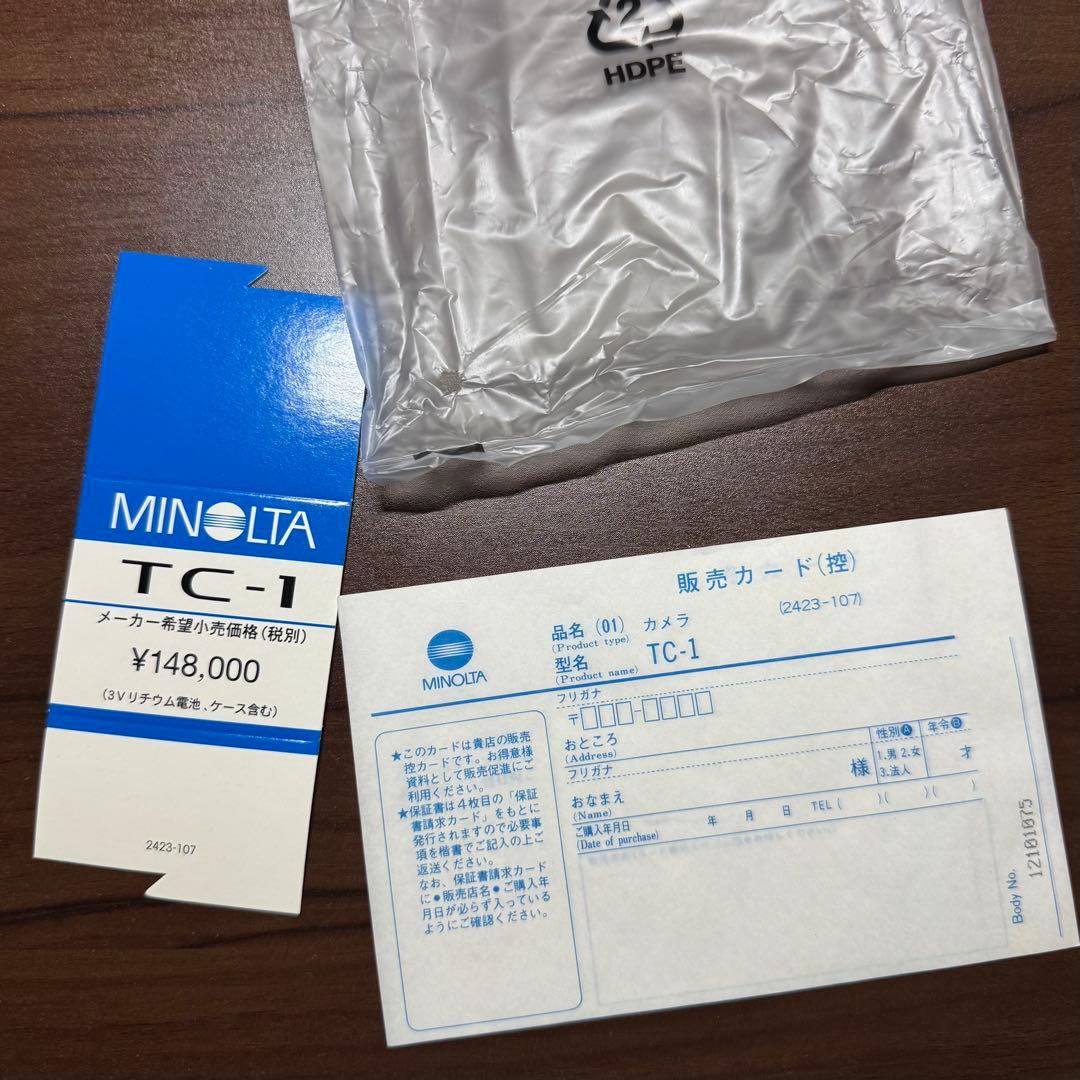 2
HDPE
MINOLTA
TC-1
メーカー希望小売価格(税別)
¥148,000
(3Vリチウム電池、ケース含む)
2423-107
販売カード(控)
(2423-107)
MINOLTA
品名 (01) カメラ
(Product type)
型名 TC-1
(Product name)
フリガナ
〒□□□-□□□□
おところ
(Address)
フリガナ
様
性別Ⓐ 年令Ⓑ
1.男 2.女
3.法人
才
おなまえ
(Name)
ご購入年月日 年 月 日 TEL ( )( )( )
(Date of purchase)
★このカードは貴店の販売
控カードです。お得意様
資料として販売促進にご
利用ください。
★保証書は4枚目の「保証
書請求カード」をもとに
発行されますので必要事
項を楷書でご記入の上ご
返送ください。
なお、保証書請求カード
に●販売店名●ご購入年
月日が必らず入っている
ようにご確認ください。
Body No. 12101075